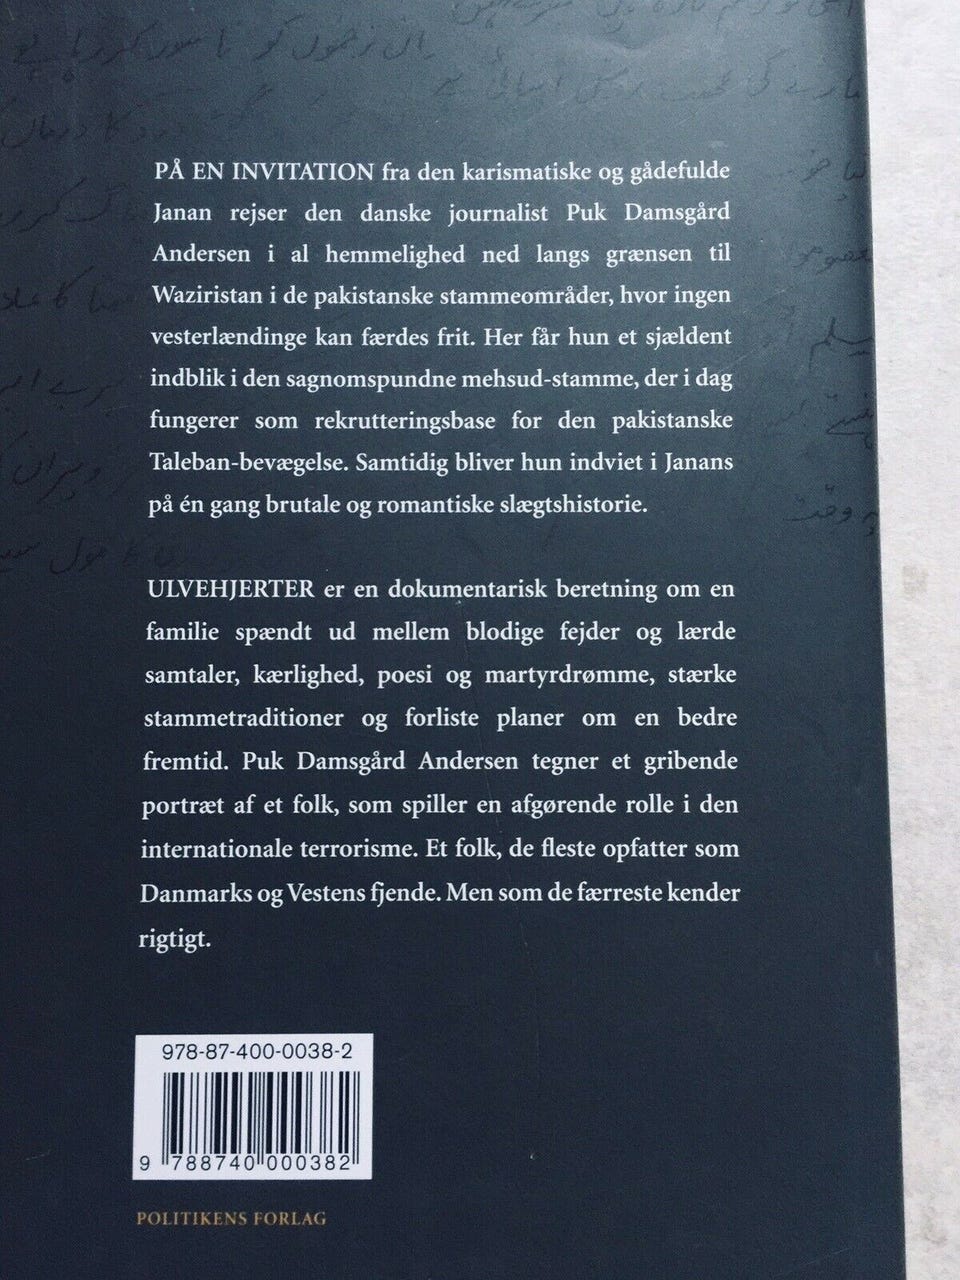 PÅ EN INVITATION fra den karismatiske og gådefulde
Janan rejser den danske journalist Puk Damsgård
Andersen i al hemmelighed ned langs grænsen til
Waziristan i de pakistanske stammeområder, hvor ingen
vesterlændinge kan færdes frit. Her får hun et sjældent
indblik i den sagnomspundne mehsud-stamme, der i dag
fungerer som rekrutteringsbase for den pakistanske
Taleban-bevægelse. Samtidig bliver hun indviet i Janans
på én gang brutale og romantiske slægtshistorie.
ULVEHJERTER er en dokumentarisk beretning om en
familie spændt ud mellem blodige fejder og lærde
samtaler, kærlighed, poesi og martyrdrømme, stærke
stammetraditioner og forliste planer om en bedre
fremtid. Puk Damsgård Andersen tegner et gribende
portræt af et folk, som spiller en afgørende rolle i den
internationale terrorisme. Et folk, de fleste opfatter som
Danmarks og Vestens fjende. Men som de færreste kender
rigtigt.
978-87-400-0038-2
9 788740 000382
POLITIKENS FORLAG